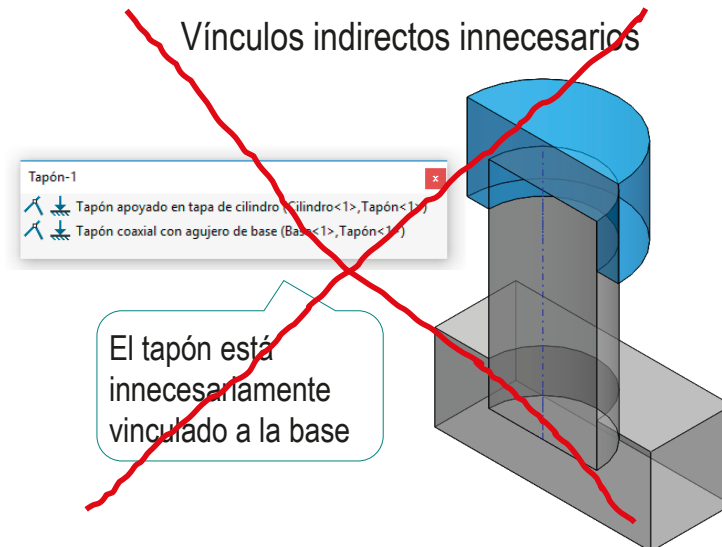 Vínculos indirectos innecesarios
Tapón-1
x
Tapón apoyado en tapa de cilindro (Cilindro<1>,Tapón<1>)
Tapón coaxial con agujero de base (Base<1>,Tapón<1>)
El tapón está
innecesariamente
vinculado a la base